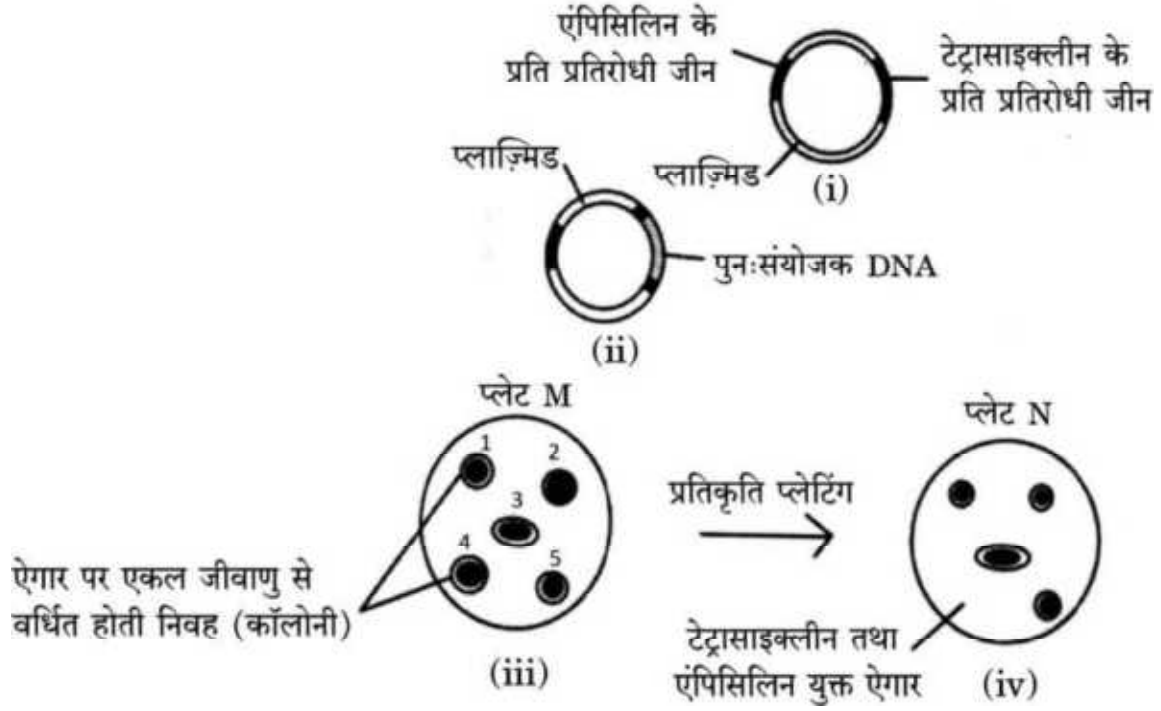 एंपिसिलिन के
प्रति प्रतिरोधी जीन
टेट्रासाइक्लीन के
प्रति प्रतिरोधी जीन
प्लाज़्मिड
प्लाज़्मिड
(i)
पुनःसंयोजक DNA
(ii)
प्लेट M
1
2
3
4
5
ऐगार पर एकल जीवाणु से
वर्धित होती निवह (कॉलोनी)
(iii)
प्रतिकृति प्लेटिंग
प्लेट N
टेट्रासाइक्लीन तथा
एंपिसिलिन युक्त ऐगार
(iv)